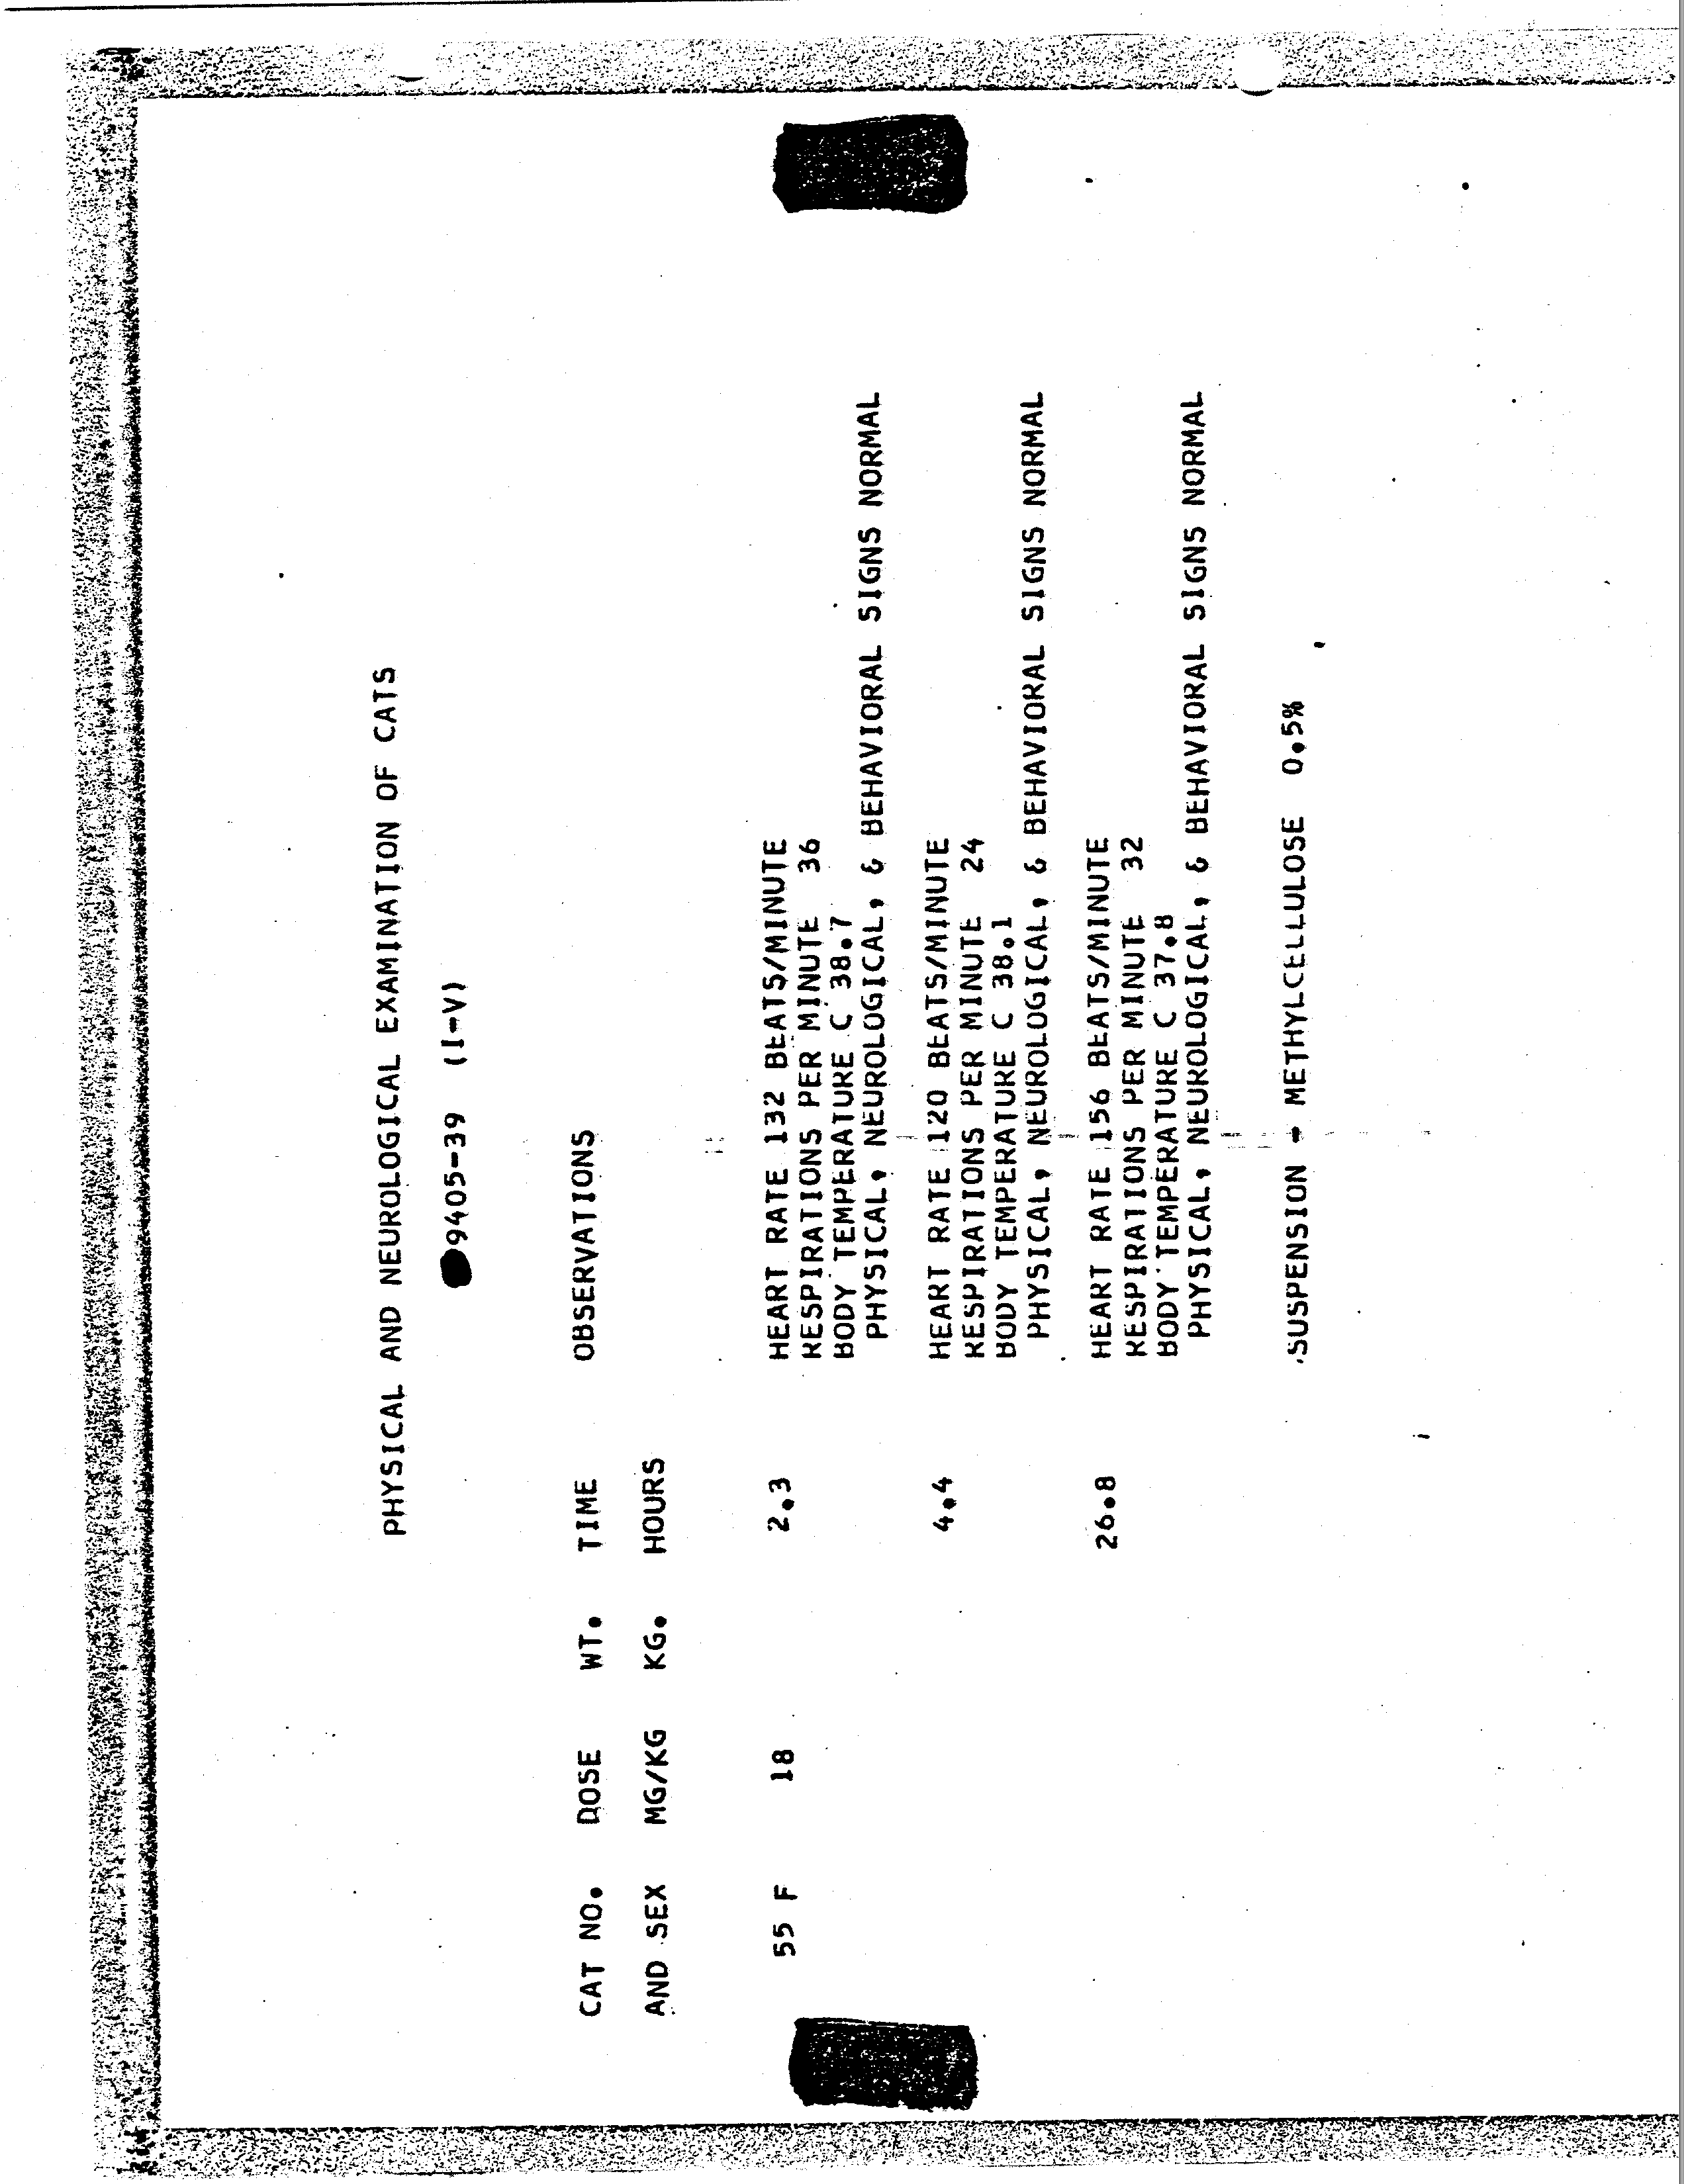 PHYSICAL AND NEUROLOGICAL EXAMINATION OF CATS
9405-39 (I-V)
CAT NO. DOSE WT. TIME OBSERVATIONS
AND SEX MG/KG KG. HOURS
55 F 18 2.3 HEART RATE 132 BEATS/MINUTE
RESPIRATIONS PER MINUTE 36
BODY TEMPERATURE C 38.7
PHYSICAL, NEUROLOGICAL, & BEHAVIORAL SIGNS NORMAL
4.4 HEART RATE 120 BEATS/MINUTE
RESPIRATIONS PER MINUTE 24
BODY TEMPERATURE C 38.1
PHYSICAL, NEUROLOGICAL, & BEHAVIORAL SIGNS NORMAL
26.8 HEART RATE 156 BEATS/MINUTE
RESPIRATIONS PER MINUTE 32
BODY TEMPERATURE C 37.8
PHYSICAL, NEUROLOGICAL, & BEHAVIORAL SIGNS NORMAL
SUSPENSION - METHYLCELLULOSE 0.5%